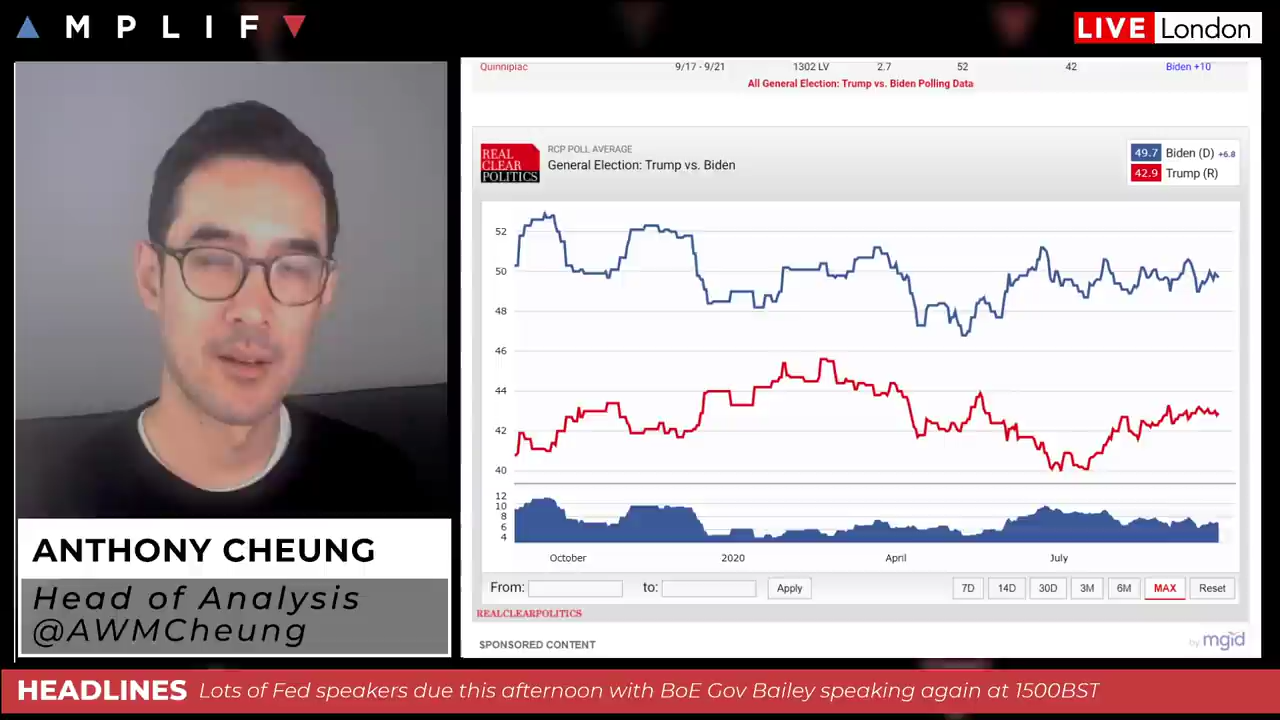 AMPLIFY
LIVE London
Quinnipiac 9/17 - 9/21 1302 LV 2.7 52 42 Biden +10
All General Election: Trump vs. Biden Polling Data
REAL CLEAR POLITICS
RCP POLL AVERAGE
General Election: Trump vs. Biden
49.7 Biden (D) +6.8
42.9 Trump (R)
52
50
48
46
44
42
40
12
10
8
6
4
October 2020 April July
From: to: Apply 7D 14D 30D 3M 6M MAX Reset
REALCLEARPOLITICS
SPONSORED CONTENT by mgid
ANTHONY CHEUNG
Head of Analysis
@AWMCheung
HEADLINES Lots of Fed speakers due this afternoon with BoE Gov Bailey speaking again at 1500BST